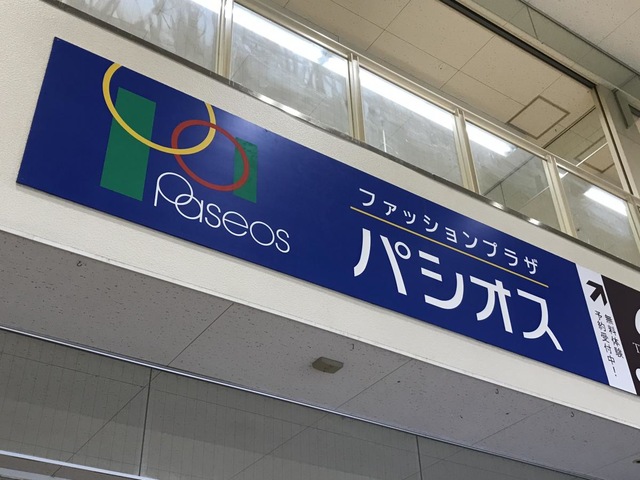 Paseos
ファッションプラザ
パシオス
無料体験
予約受付中!